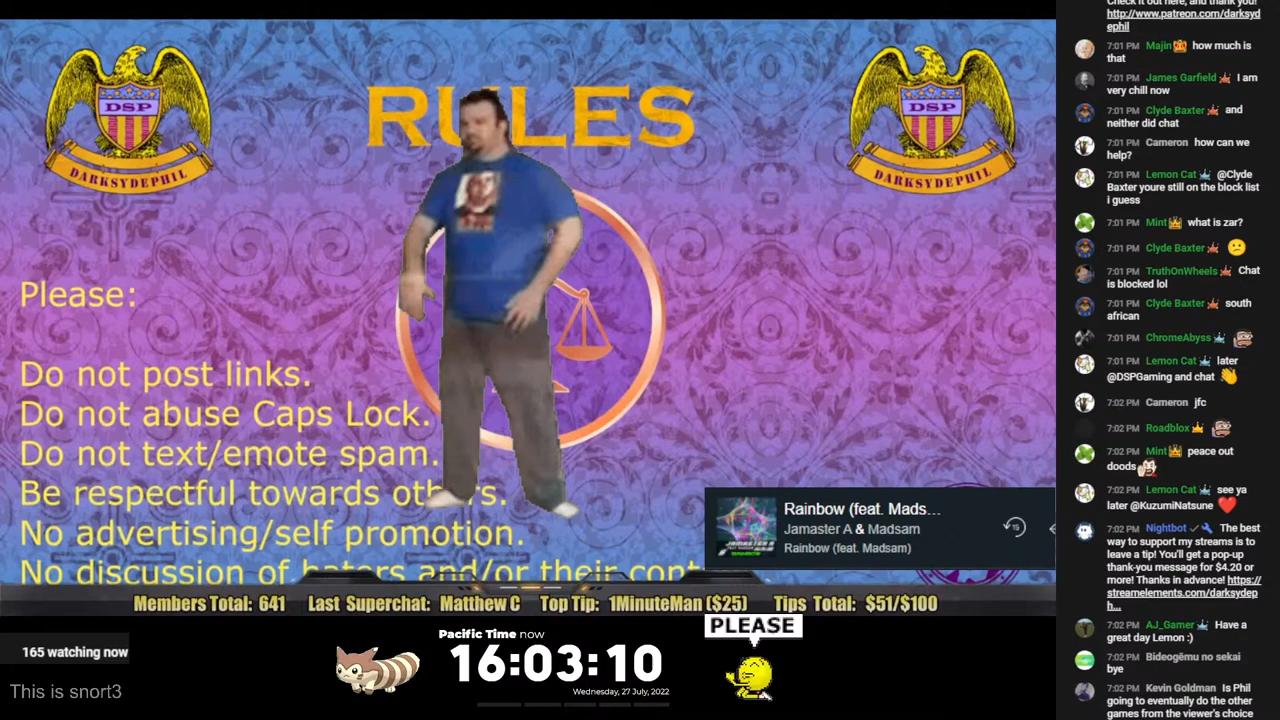 DSP
DARKSYDEPHIL
RULES
DSP
DARKSYDEPHIL
Please:
Do not post links.
Do not abuse Caps Lock.
Do not text/emote spam.
Be respectful towards oth rs.
No advertising/self promotion.
No discussion of and/or their
Rainbow (feat. Mads...
Jamaster A & Madsam
Rainbow (feat. Madsam)
15
Members Total: 641 Last Superchat: Matthew C Top Tip: 1MinuteMan ($25) Tips Total: $51/$100
165 watching now
This is snort3
Pacific Time now
16:03:10
Wednesday, 27 July, 2022
PLEASE
Check it out here, and thank you!
http://www.patreon.com/darksyd
ephil
7:01 PM Majin how much is
that
7:01 PM James Garfield I am
very chill now
7:01 PM Clyde Baxter and
neither did chat
7:01 PM Cameron how can we
help?
7:01 PM Lemon Cat @Clyde
Baxter youre still on the block list
i guess
7:01 PM Mint what is zar?
7:01 PM Clyde Baxter
7:01 PM TruthOnWheels Chat
is blocked lol
7:01 PM Clyde Baxter south
african
7:01 PM ChromeAbyss
7:01 PM Lemon Cat later
@DSPGaming and chat
7:02 PM Cameron jfc
7:02 PM Roadblox
7:02 PM Mint peace out
doods
7:02 PM Lemon Cat see ya
later @KuzumiNatsune
7:02 PM Nightbot The best
way to support my streams is to
leave a tip! You'll get a pop-up
thank-you message for $4.20 or
more! Thanks in advance! https://
streamelements.com/darksydep
h...
7:02 PM AJ_Gamer Have a
great day Lemon :)
7:02 PM Bideogēmu no sekai
bye
7:02 PM Kevin Goldman Is Phil
going to eventually do the other
games from the viewer's choice